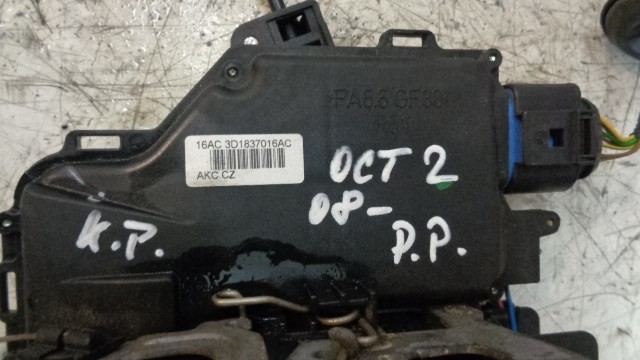 16AC 3D1837016AC
AKC CZ
OCT 2
08-
P.P.
K.P.